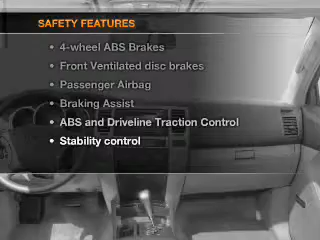 SAFETY FEATURES
• 4-wheel ABS Brakes
• Front Ventilated disc brakes
• Passenger Airbag
• Braking Assist
• ABS and Driveline Traction Control
• Stability control